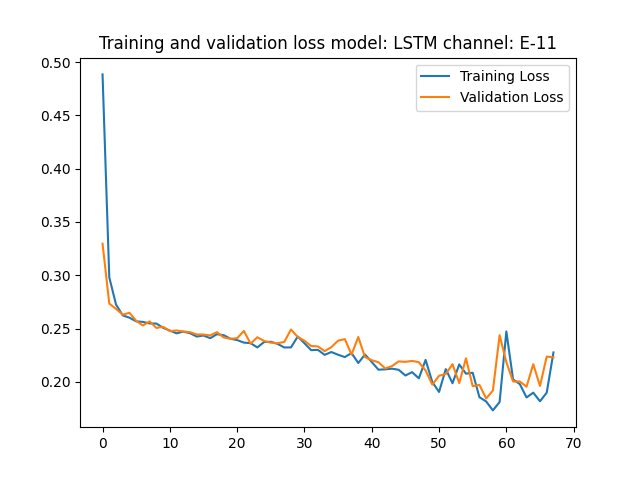 Training and validation loss model: LSTM channel: E-11
Training Loss
Validation Loss
0.50
0.45
0.40
0.35
0.30
0.25
0.20
0 10 20 30 40 50 60 70